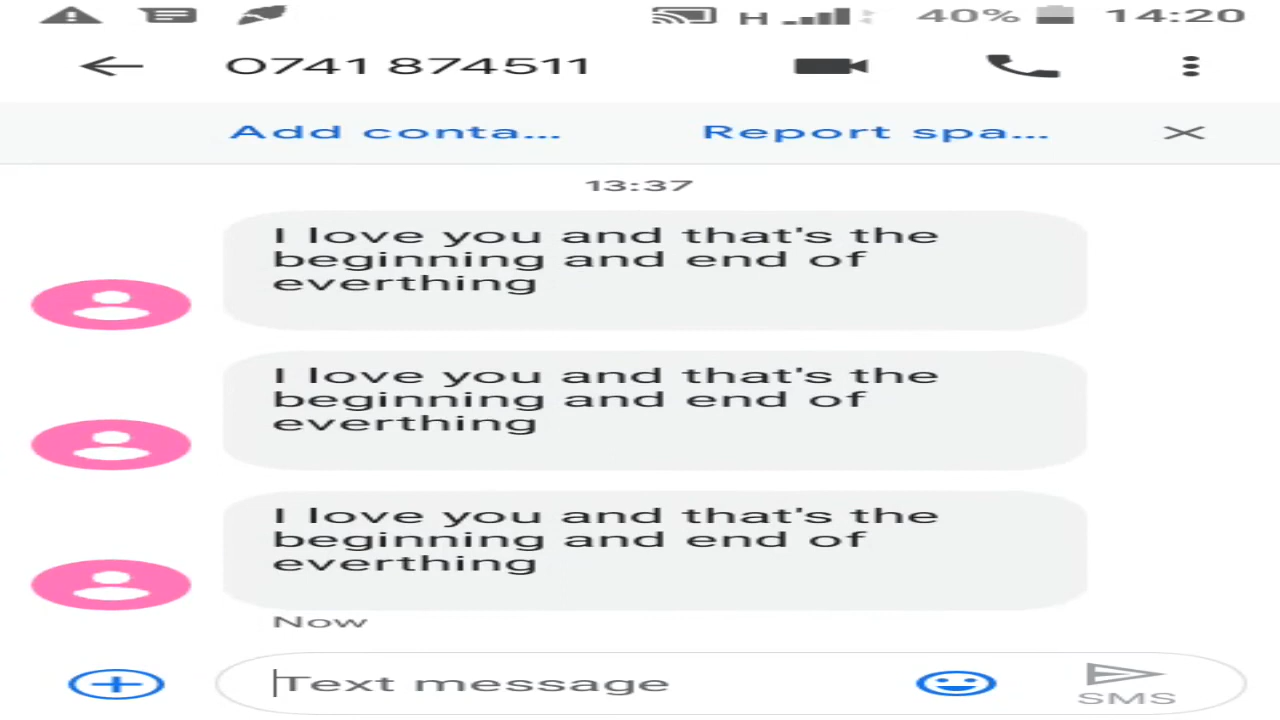 H 40% 14:20
0741 874511
Add conta... Report spa...
13:37
I love you and that's the
beginning and end of
everthing
I love you and that's the
beginning and end of
everthing
I love you and that's the
beginning and end of
everthing
Now
Text message
SMS